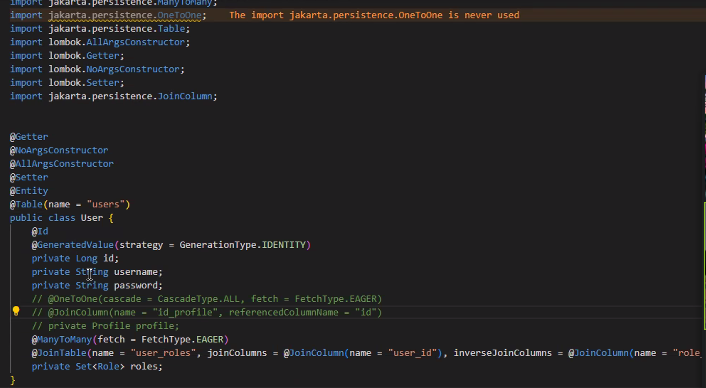 import jakarta.persistence.ManyToMany;
import jakarta.persistence.OneToOne; The import jakarta.persistence.OneToOne is never used
import jakarta.persistence.Table;
import lombok.AllArgsConstructor;
import lombok.Getter;
import lombok.NoArgsConstructor;
import lombok.Setter;
import jakarta.persistence.JoinColumn;
@Getter
@NoArgsConstructor
@AllArgsConstructor
@Setter
@Entity
@Table(name = "users")
public class User {
@Id
@GeneratedValue(strategy = GenerationType.IDENTITY)
private Long id;
private String username;
private String password;
// @OneToOne(cascade = CascadeType.ALL, fetch = FetchType.EAGER)
// @JoinColumn(name = "id_profile", referencedColumnName = "id")
// private Profile profile;
@ManyToMany(fetch = FetchType.EAGER)
@JoinTable(name = "user_roles", joinColumns = @JoinColumn(name = "user_id"), inverseJoinColumns = @JoinColumn(name = "role_
private Set<Role> roles;
}